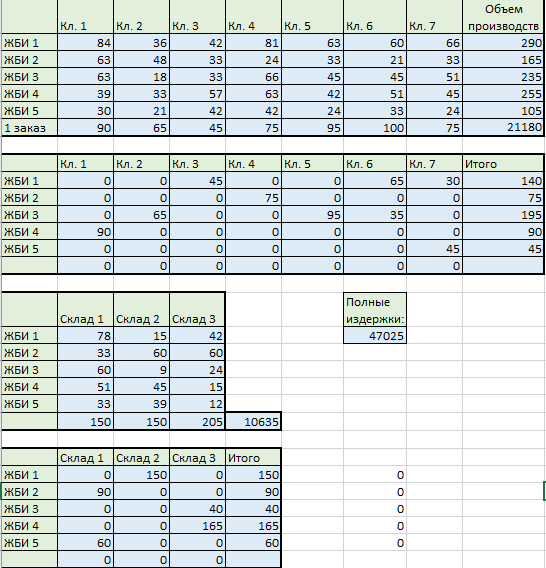 Кл. 1 Кл. 2 Кл. 3 Кл. 4 Кл. 5 Кл. 6 Кл. 7 Объем производств
ЖБИ 1 84 36 42 81 63 60 66 290
ЖБИ 2 63 48 33 24 33 21 33 165
ЖБИ 3 63 18 33 66 45 45 51 235
ЖБИ 4 39 33 57 63 42 51 45 255
ЖБИ 5 30 21 42 42 24 33 24 105
1 заказ 90 65 45 75 95 100 75 21180
Кл. 1 Кл. 2 Кл. 3 Кл. 4 Кл. 5 Кл. 6 Кл. 7 Итого
ЖБИ 1 0 0 45 0 0 65 30 140
ЖБИ 2 0 0 0 75 0 0 0 75
ЖБИ 3 0 65 0 0 95 35 0 195
ЖБИ 4 90 0 0 0 0 0 0 90
ЖБИ 5 0 0 0 0 0 0 45 45
0 0 0 0 0 0 0
Склад 1 Склад 2 Склад 3 Полные издержки:
ЖБИ 1 78 15 42 47025
ЖБИ 2 33 60 60
ЖБИ 3 60 9 24
ЖБИ 4 51 45 15
ЖБИ 5 33 39 12
150 150 205 10635
Склад 1 Склад 2 Склад 3 Итого
ЖБИ 1 0 150 0 150 0
ЖБИ 2 90 0 0 90 0
ЖБИ 3 0 0 40 40 0
ЖБИ 4 0 0 165 165 0
ЖБИ 5 60 0 0 60 0
0 0 0